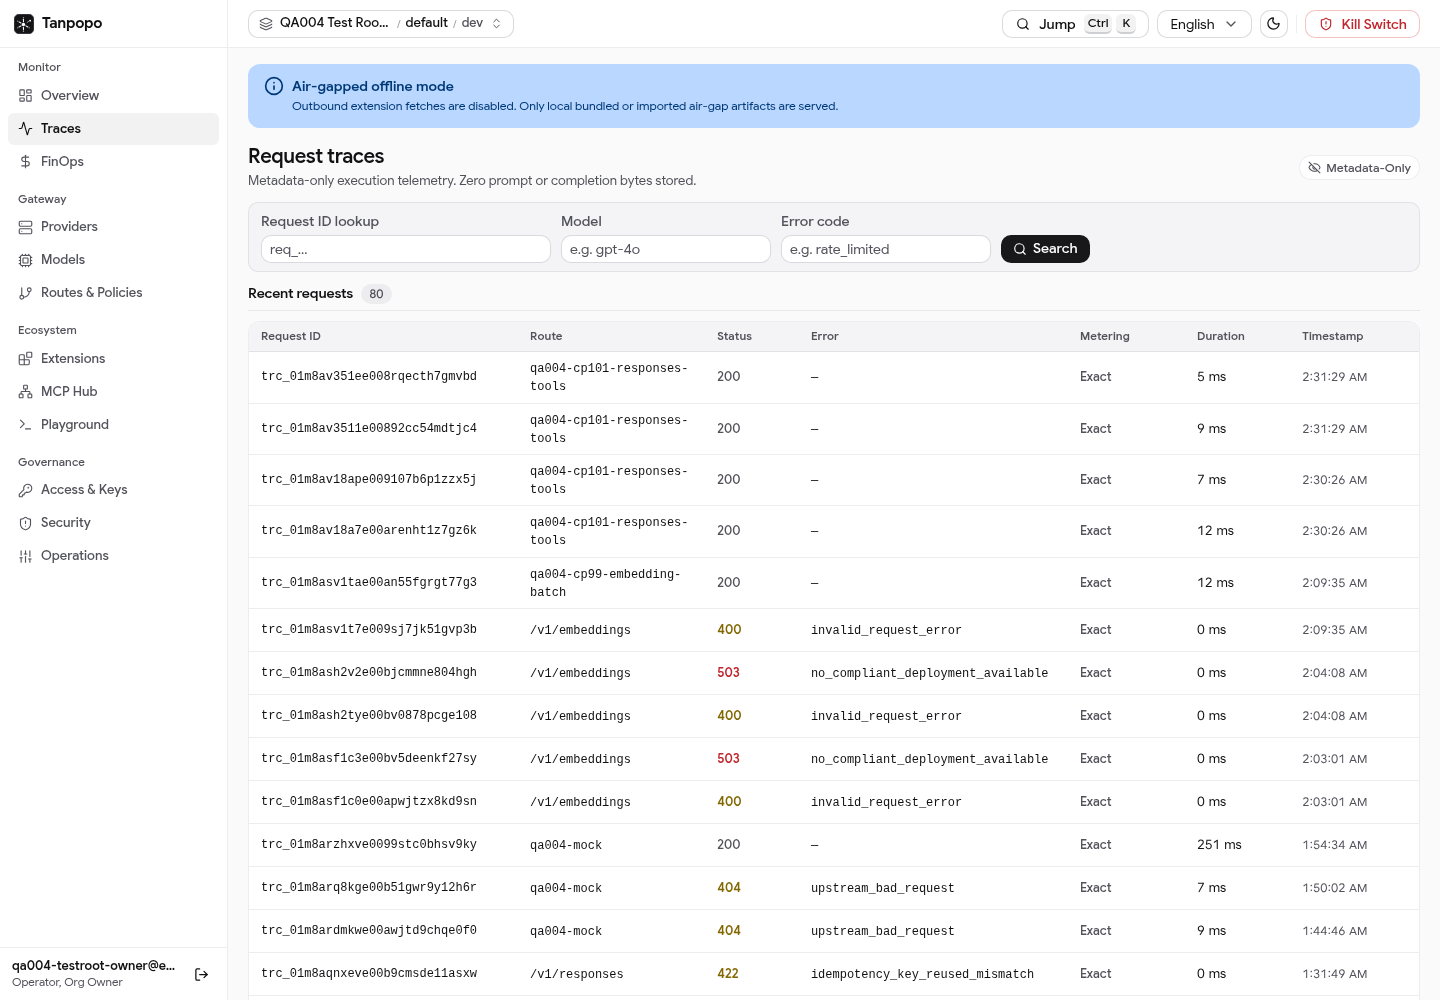 Tanpopo
QA004 Test Roo... / default / dev
Jump Ctrl K
English
Kill Switch
Monitor
Overview
Traces
FinOps
Gateway
Providers
Models
Routes & Policies
Ecosystem
Extensions
MCP Hub
Playground
Governance
Access & Keys
Security
Operations
qa004-testroot-owner@e...
Operator, Org Owner
Air-gapped offline mode
Outbound extension fetches are disabled. Only local bundled or imported air-gap artifacts are served.
Request traces
Metadata-only execution telemetry. Zero prompt or completion bytes stored.
Metadata-Only
Request ID lookup Model Error code
req_... e.g. gpt-4o e.g. rate_limited Search
Recent requests 80
Request ID Route Status Error Metering Duration Timestamp
trc_01m8av351ee008rqecth7gmvbd qa004-cp101-responses-tools 200 — Exact 5 ms 2:31:29 AM
trc_01m8av3511e00892cc54mdtjc4 qa004-cp101-responses-tools 200 — Exact 9 ms 2:31:29 AM
trc_01m8av18ape009107b6p1zzx5j qa004-cp101-responses-tools 200 — Exact 7 ms 2:30:26 AM
trc_01m8av18a7e00arenht1z7gz6k qa004-cp101-responses-tools 200 — Exact 12 ms 2:30:26 AM
trc_01m8asv1tae00an55fgrgt77g3 qa004-cp99-embedding-batch 200 — Exact 12 ms 2:09:35 AM
trc_01m8asv1t7e009sj7jk51gvp3b /v1/embeddings 400 invalid_request_error Exact 0 ms 2:09:35 AM
trc_01m8ash2v2e00bjcmmne804hgh /v1/embeddings 503 no_compliant_deployment_available Exact 0 ms 2:04:08 AM
trc_01m8ash2tye00bv0878pcge108 /v1/embeddings 400 invalid_request_error Exact 0 ms 2:04:08 AM
trc_01m8asf1c3e00bv5deenkf27sy /v1/embeddings 503 no_compliant_deployment_available Exact 0 ms 2:03:01 AM
trc_01m8asf1c0e00apwjtzx8kd9sn /v1/embeddings 400 invalid_request_error Exact 0 ms 2:03:01 AM
trc_01m8arzhxve0099stc0bhsv9ky qa004-mock 200 — Exact 251 ms 1:54:34 AM
trc_01m8arq8kge00b51gwr9y12h6r qa004-mock 404 upstream_bad_request Exact 7 ms 1:50:02 AM
trc_01m8ardmkwe00awjtd9chqe0f0 qa004-mock 404 upstream_bad_request Exact 9 ms 1:44:46 AM
trc_01m8aqnxeve00b9cmsde11asxw /v1/responses 422 idempotency_key_reused_mismatch Exact 0 ms 1:31:49 AM